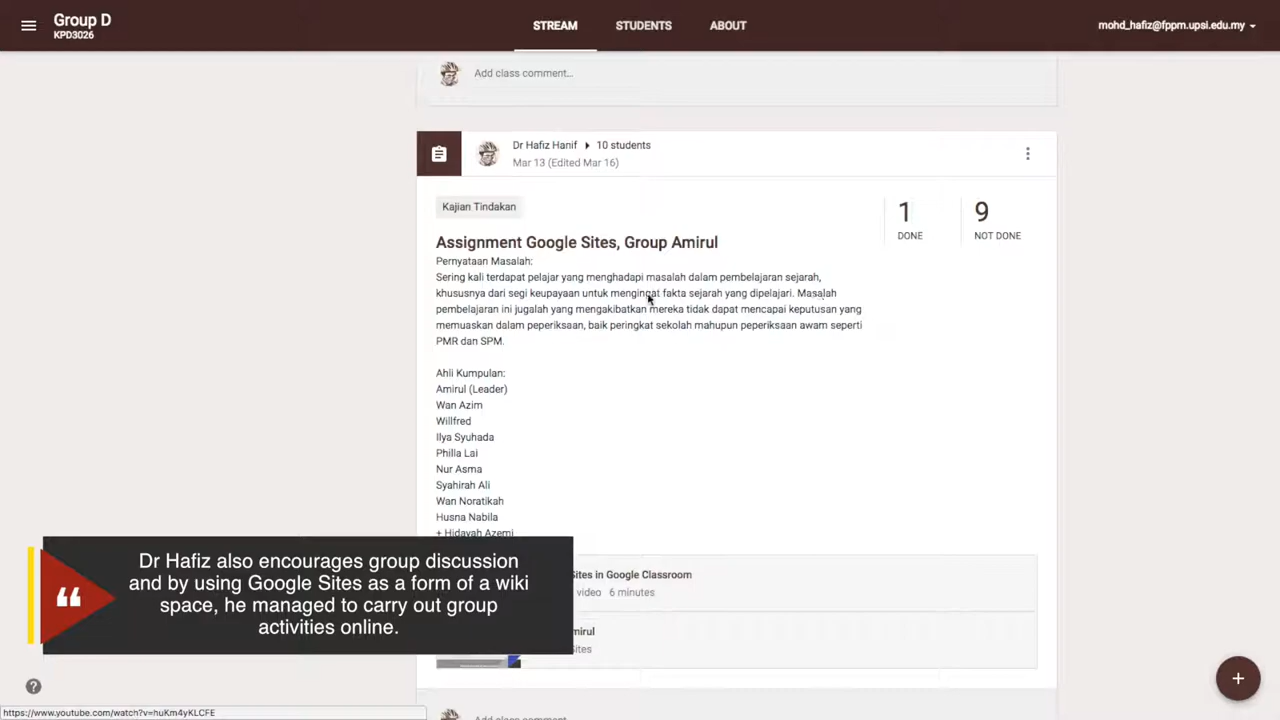 Group D
KPD3026
STREAM
STUDENTS
ABOUT
mohd_hafiz@fppm.upsi.edu.my
Add class comment...
Dr Hafiz Hanif
10 students
Mar 13 (Edited Mar 16)
Kajian Tindakan
1
DONE
9
NOT DONE
Assignment Google Sites, Group Amirul
Pernyataan Masalah:
Sering kali terdapat pelajar yang menghadapi masalah dalam pembelajaran sejarah,
khususnya dari segi keupayaan untuk mengingat fakta sejarah yang dipelajari. Masalah
pembelajaran ini jugalah yang mengakibatkan mereka tidak dapat mencapai keputusan yang
memuaskan dalam peperiksaan, baik peringkat sekolah mahupun peperiksaan awam seperti
PMR dan SPM.
Ahli Kumpulan:
Amirul (Leader)
Wan Azim
Willfred
Ilya Syuhada
Philla Lai
Nur Asma
Syahirah Ali
Wan Noratikah
Husna Nabila
+ Hidayah Azemi
Sites in Google Classroom
video 6 minutes
mirul
Sites
Dr Hafiz also encourages group discussion
and by using Google Sites as a form of a wiki
space, he managed to carry out group
activities online.
https://www.youtube.com/watch?v=huKm4yKLCFE
Add class comment